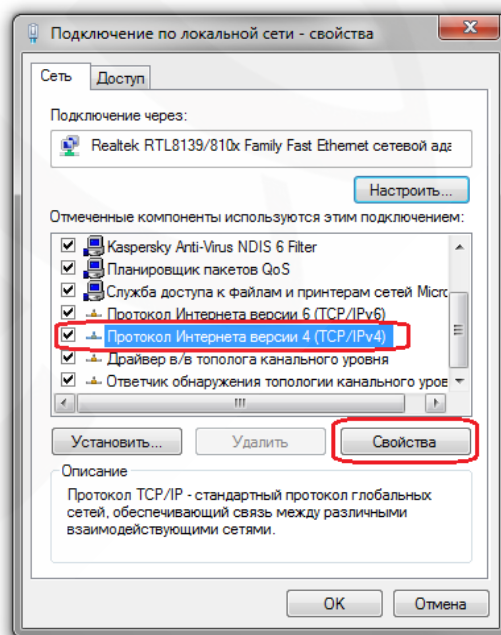 Подключение по локальной сети - свойства
Сеть
Доступ
Подключение через:
Realtek RTL8139/810x Family Fast Ethernet сетевой ада
Настроить...
Отмеченные компоненты используются этим подключением:
Kaspersky Anti-Virus NDIS 6 Filter
Планировщик пакетов QoS
Служба доступа к файлам и принтерам сетей Micro
Протокол Интернета версии 6 (TCP/IPv6)
Протокол Интернета версии 4 (TCP/IPv4)
Драйвер в/в тополога канального уровня
Ответчик обнаружения топологии канального уров
Установить...
Удалить
Свойства
Описание
Протокол TCP/IP - стандартный протокол глобальных
сетей, обеспечивающий связь между различными
взаимодействующими сетями.
OK
Отмена